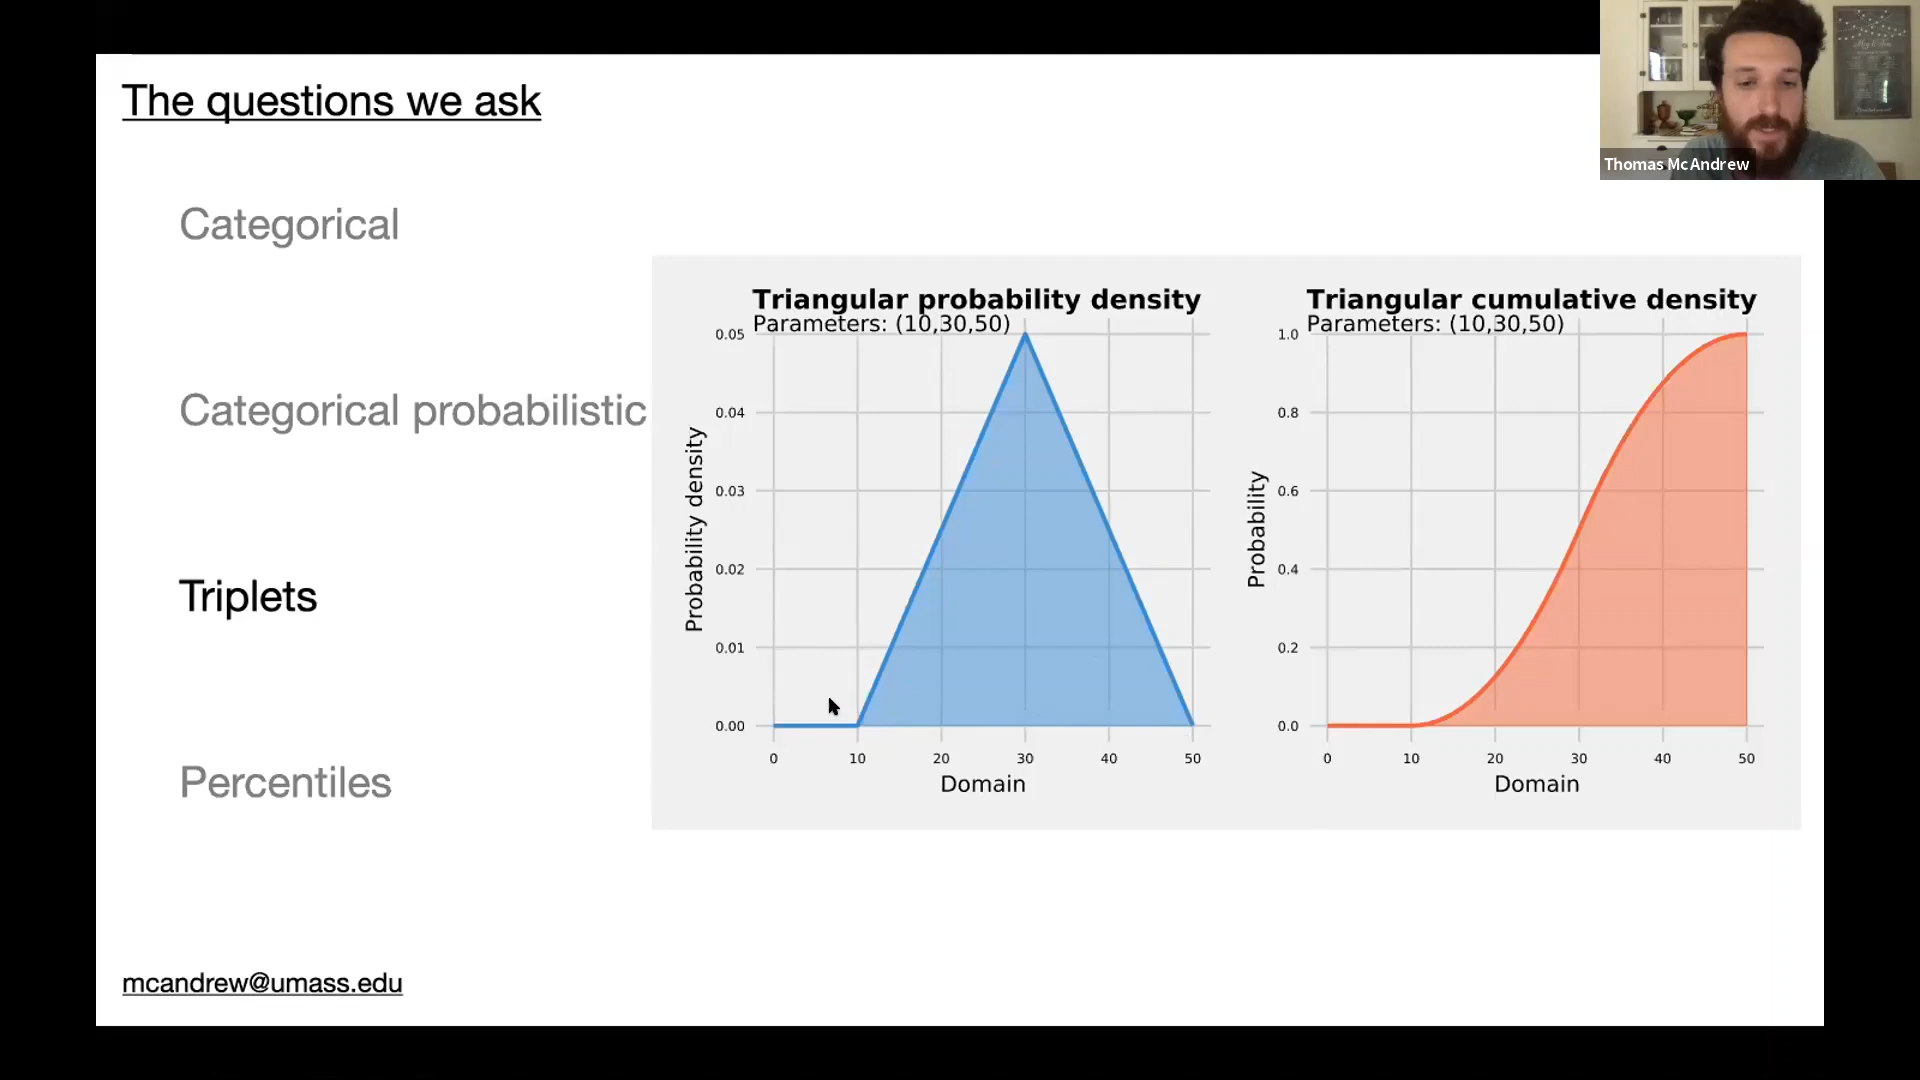 The questions we ask
Thomas McAndrew
Categorical
Categorical probabilistic
Triplets
Percentiles
Triangular probability density
Parameters: (10,30,50)
0.05
0.04
0.03
0.02
0.01
0.00
Probability density
0 10 20 30 40 50
Domain
Triangular cumulative density
Parameters: (10,30,50)
1.0
0.8
0.6
0.4
0.2
0.0
Probability
0 10 20 30 40 50
Domain
mcandrew@umass.edu